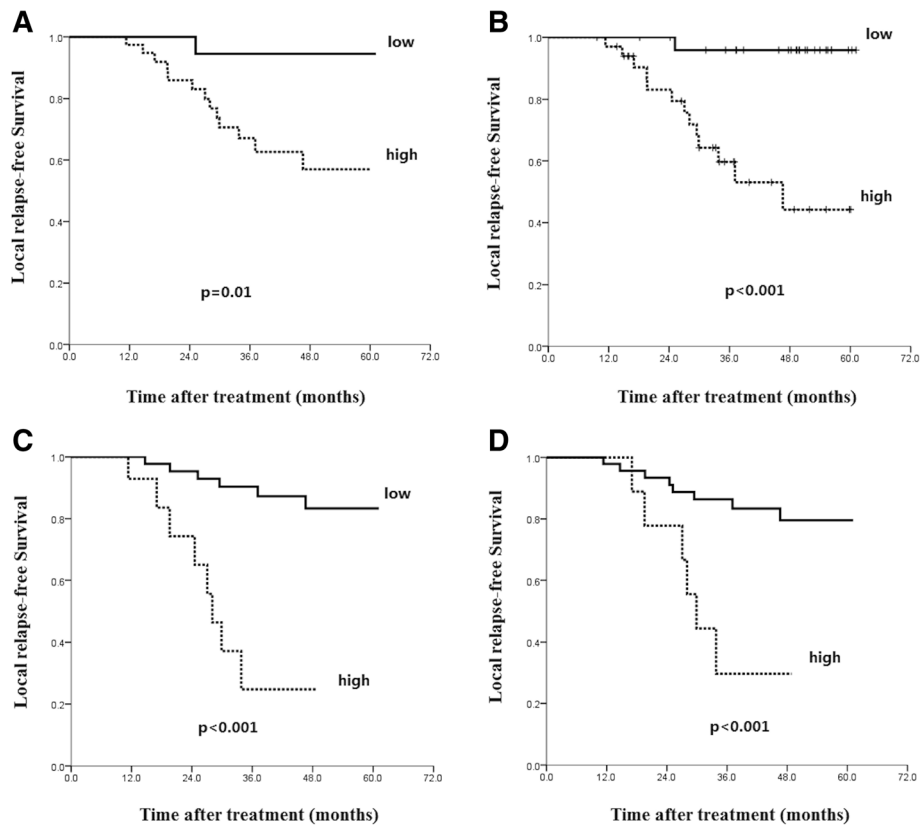 A
Local relapse-free Survival
1.0
0.8
0.6
0.4
0.2
0.0
low
high
p=0.01
0.0 12.0 24.0 36.0 48.0 60.0 72.0
Time after treatment (months)
B
Local relapse-free Survival
1.0
0.8
0.6
0.4
0.2
0.0
low
high
p<0.001
0.0 12.0 24.0 36.0 48.0 60.0 72.0
Time after treatment (months)
C
Local relapse-free Survival
1.0
0.8
0.6
0.4
0.2
0.0
low
high
p<0.001
0.0 12.0 24.0 36.0 48.0 60.0 72.0
Time after treatment (months)
D
Local relapse-free Survival
1.0
0.8
0.6
0.4
0.2
0.0
low
high
p<0.001
0.0 12.0 24.0 36.0 48.0 60.0 72.0
Time after treatment (months)